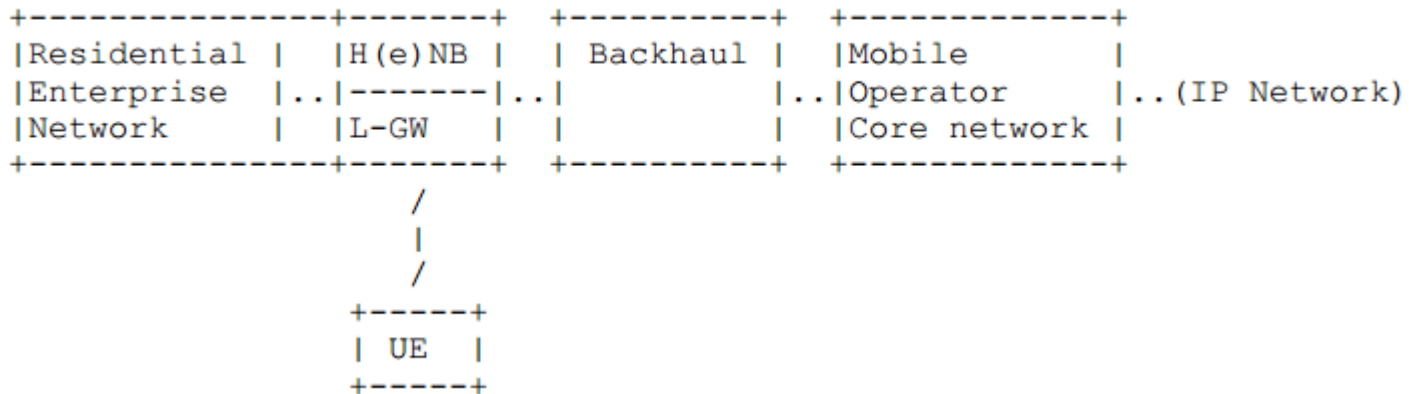 +---------------+-------+  +----------+  +-------------+
|Residential |  |H(e)NB |  | Backhaul |  |Mobile       |
|Enterprise  |..|-------|..|          |..|Operator     |..(IP Network)
|Network     |  |L-GW   |  |          |  |Core network |
+---------------+-------+  +----------+  +-------------+
                    /
                    |
                    /
                +-----+
                | UE  |
                +-----+